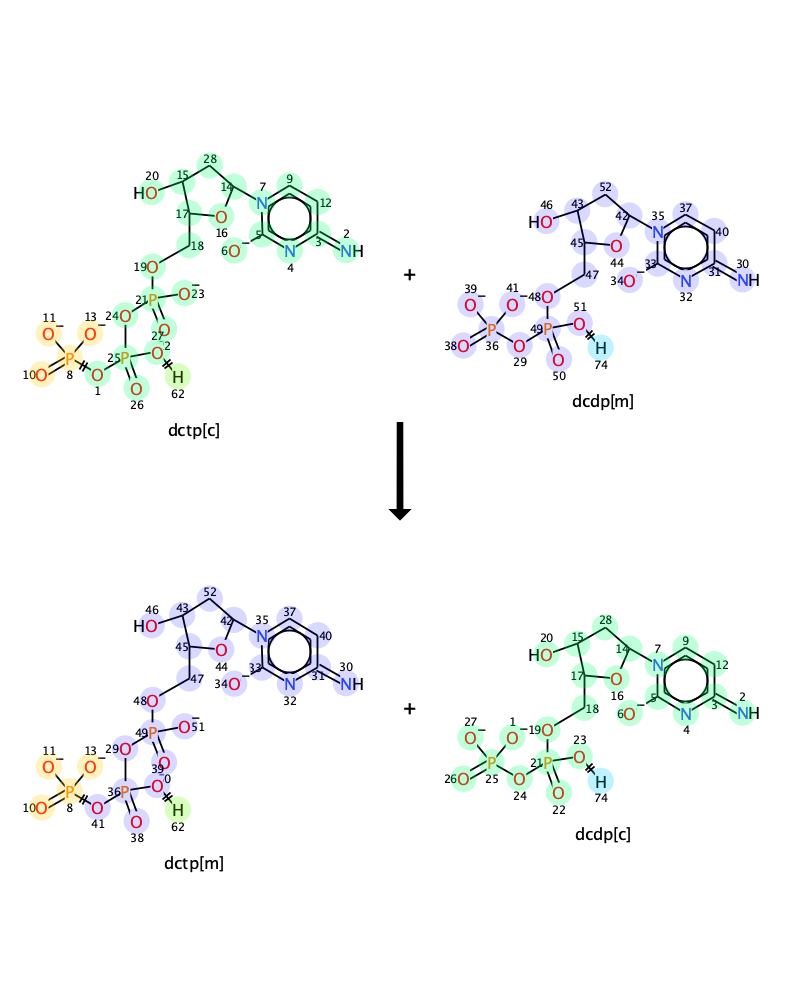 28
20 15 14 7 9
HO N 12
17 O
16 5 3 2
18 6O− N NH
4
19O
21P O−23
24O O
11 13 27
O− O− 25P O2
10O P O O H
8 1 26 62
dctp[c]
+
52
46 43 42 35 37
HO N 40
45 O
44 33 31 30
47 34O− N NH
32
39 41 48O 51
O− O− 49P O
38O P O O H
36 29 50 74
dcdp[m]
52
46 43 42 35 37
HO N 40
45 O
44 33 31 30
47 34O− N NH
32
48O
49P O−51
29O O
11 13 39
O− O− 36P O
10O P O O H
8 41 38 62
dctp[m]
+
28
20 15 14 7 9
HO N 12
17 O
16 5 3 2
18 6O− N NH
4
27 1 19O 23
O− O− 21P O
26O P O O H
25 24 22 74
dcdp[c]